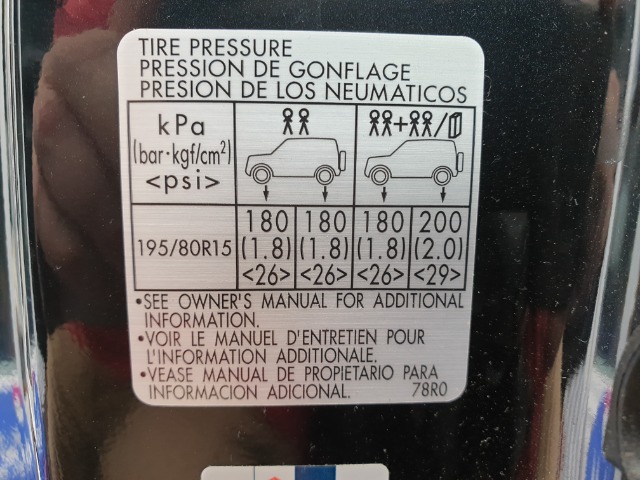 TIRE PRESSURE
PRESSION DE GONFLAGE
PRESION DE LOS NEUMATICOS
kPa
(bar·kgf/cm²)
<psi>
+ /
195/80R15
180 180 180 200
(1.8) (1.8) (1.8) (2.0)
<26> <26> <26> <29>
•SEE OWNER'S MANUAL FOR ADDITIONAL
INFORMATION.
•VOIR LE MANUEL D'ENTRETIEN POUR
L'INFORMATION ADDITIONALE.
•VEASE MANUAL DE PROPIETARIO PARA
INFORMACION ADICIONAL. 78R0